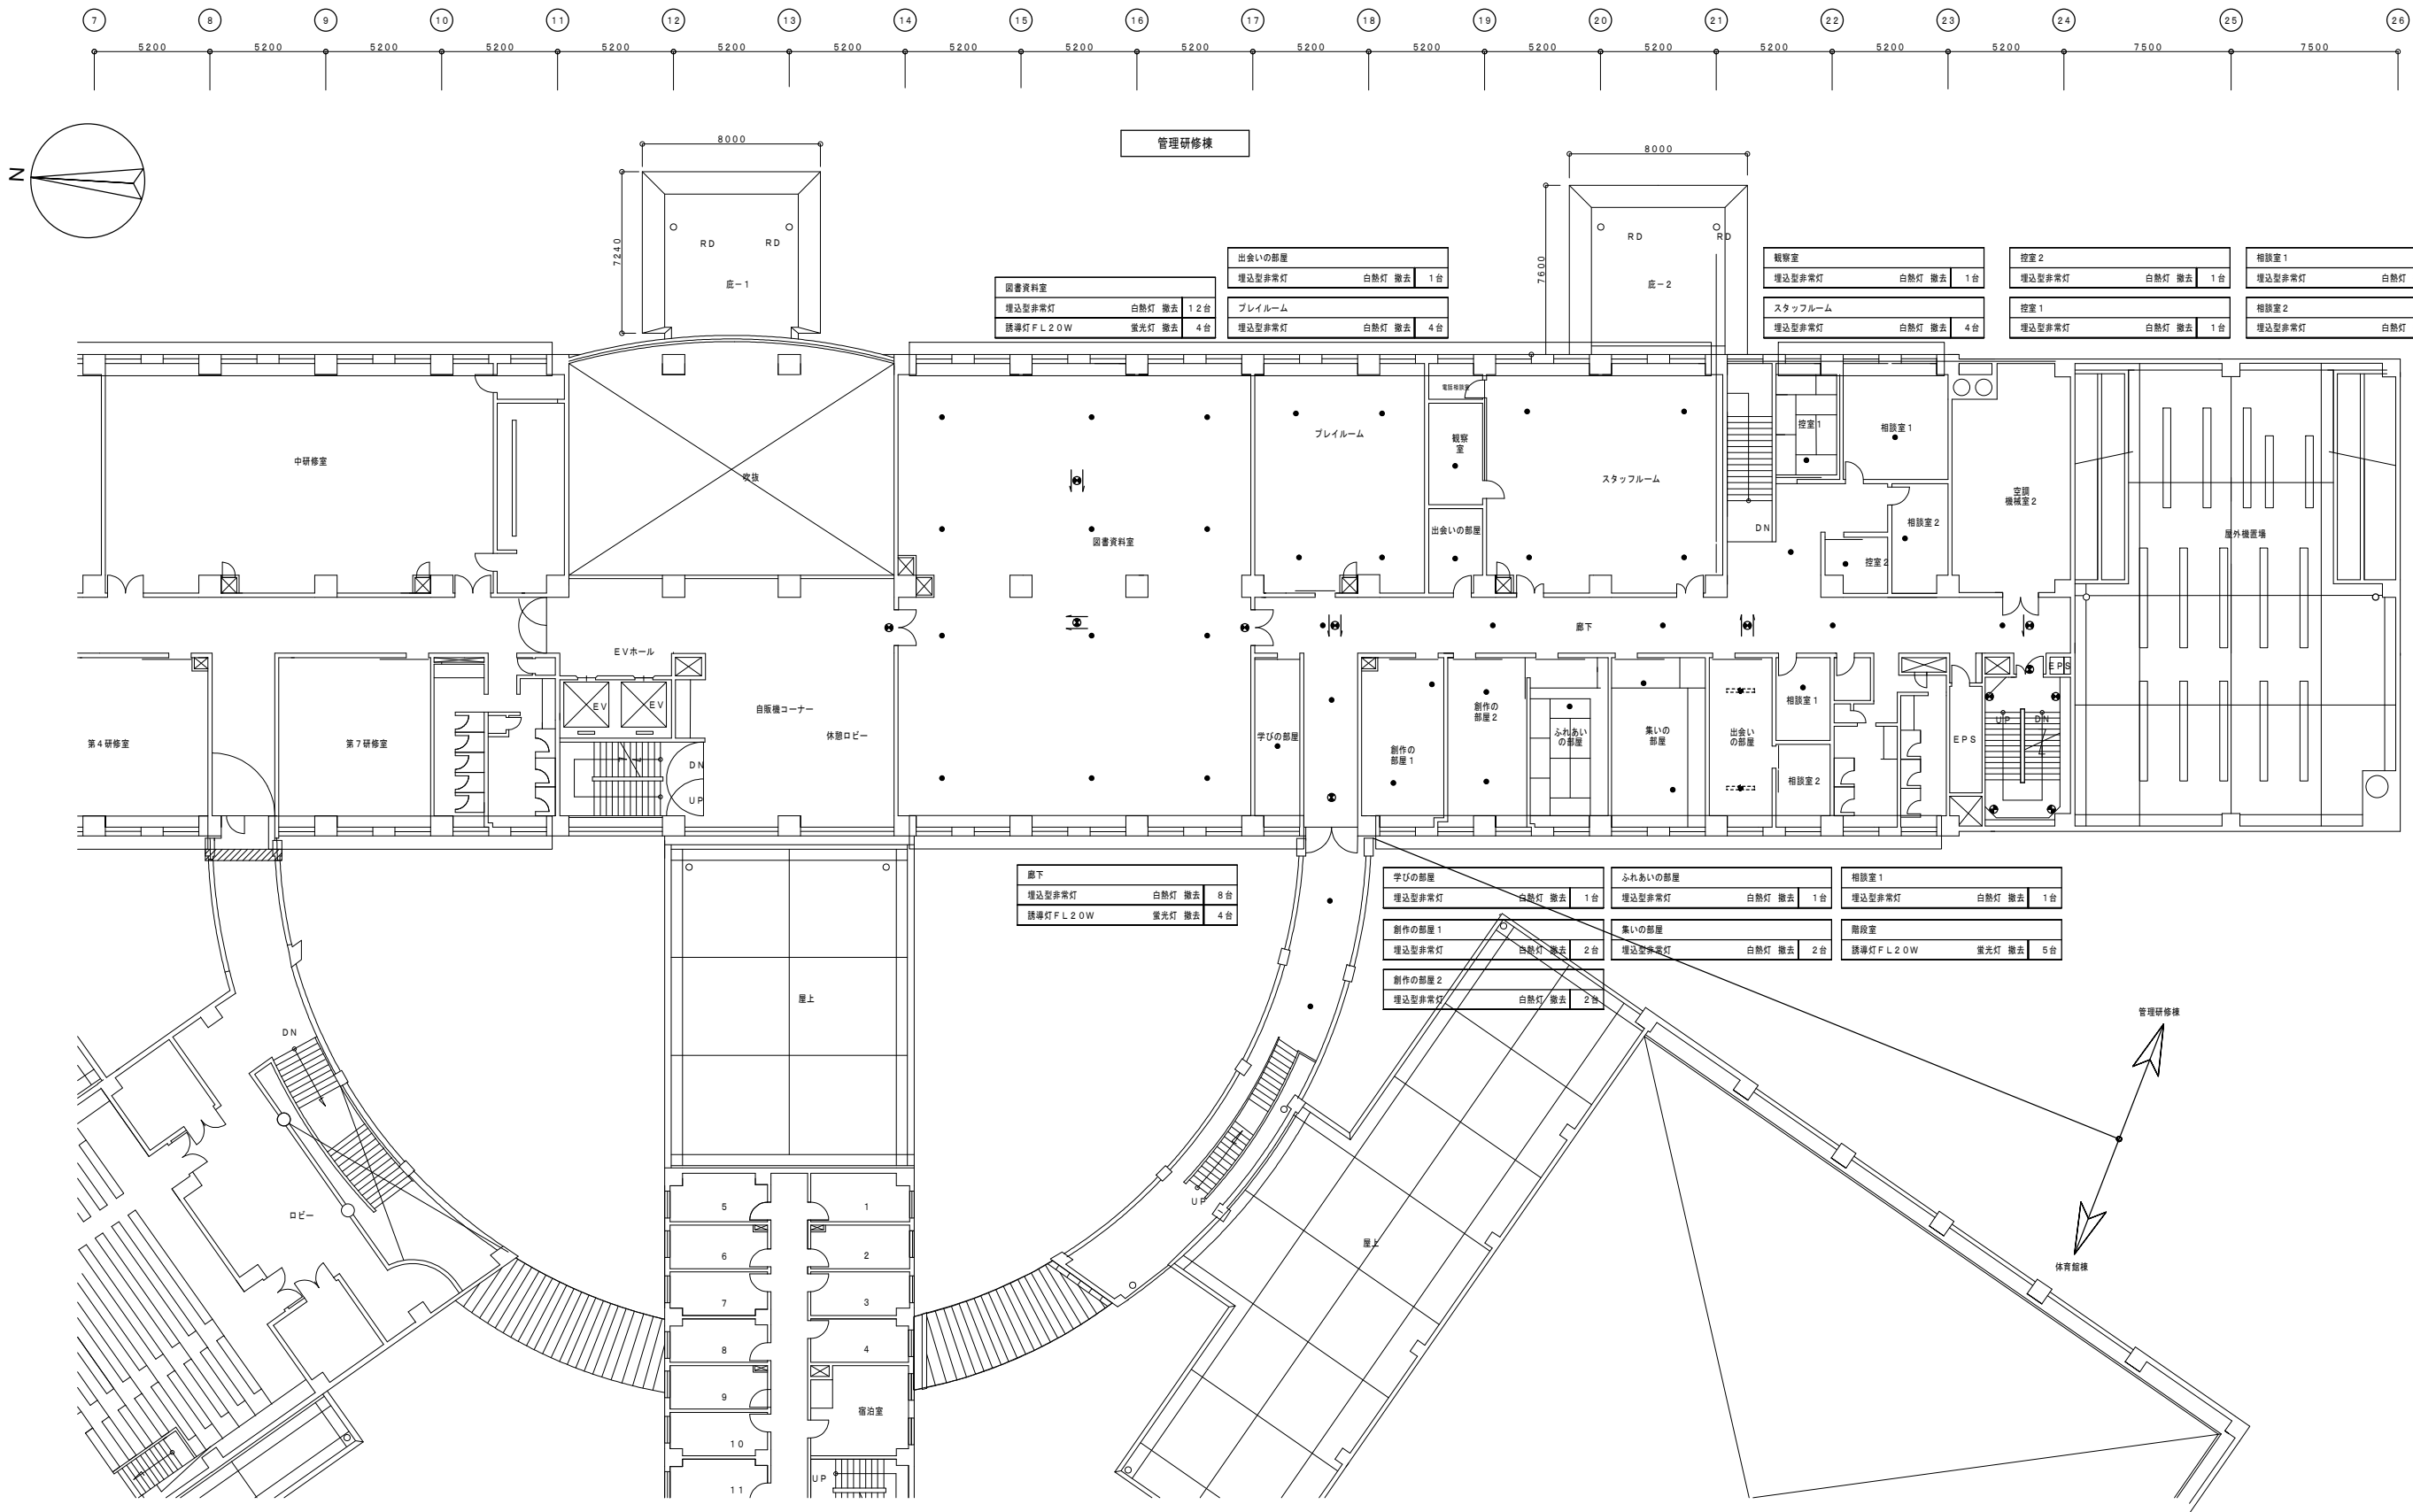 7 8 9 10 11 12 13 14 15 16 17 18 19 20 21 22 23 24 25 26
5200 5200 5200 5200 5200 5200 5200 5200 5200 5200 5200 5200 5200 5200 5200 5200 5200 7500 7500
N
管理研修棟
8000
7240
RD RD
庇－1
8000
7600
RD RD
庇－2
図書資料室
埋込型非常灯 白熱灯 撤去 12台
誘導灯FL20W 蛍光灯 撤去 4台
出会いの部屋
埋込型非常灯 白熱灯 撤去 1台
プレイルーム
埋込型非常灯 白熱灯 撤去 4台
観察室
埋込型非常灯 白熱灯 撤去 1台
スタッフルーム
埋込型非常灯 白熱灯 撤去 4台
控室2
埋込型非常灯 白熱灯 撤去 1台
控室1
埋込型非常灯 白熱灯 撤去 1台
相談室1
埋込型非常灯 白熱灯
相談室2
埋込型非常灯 白熱灯
中研修室
吹抜
図書資料室
プレイルーム
電話相談室
観察
室
出会いの部屋
スタッフルーム
DN
控室1
相談室1
相談室2
控室2
空調
機械室2
屋外機置場
廊下
EVホール
EV EV
自販機コーナー
休憩ロビー
DN
UP
第4研修室
第7研修室
学びの部屋
創作の
部屋1
創作の
部屋2
ふれあい
の部屋
集いの
部屋
出会い
の部屋
相談室1
相談室2
EPS
EPS
UP DN
廊下
埋込型非常灯 白熱灯 撤去 8台
誘導灯FL20W 蛍光灯 撤去 4台
学びの部屋
埋込型非常灯 白熱灯 撤去 1台
創作の部屋1
埋込型非常灯 白熱灯 撤去 2台
創作の部屋2
埋込型非常灯 白熱灯 撤去 2台
ふれあいの部屋
埋込型非常灯 白熱灯 撤去 1台
集いの部屋
埋込型非常灯 白熱灯 撤去 2台
相談室1
埋込型非常灯 白熱灯 撤去 1台
階段室
誘導灯FL20W 蛍光灯 撤去 5台
屋上
DN
ロビー
UP
屋上
管理研修棟
体育館棟
5 1
6 2
7 3
8 4
9
宿泊室
10
11
UP